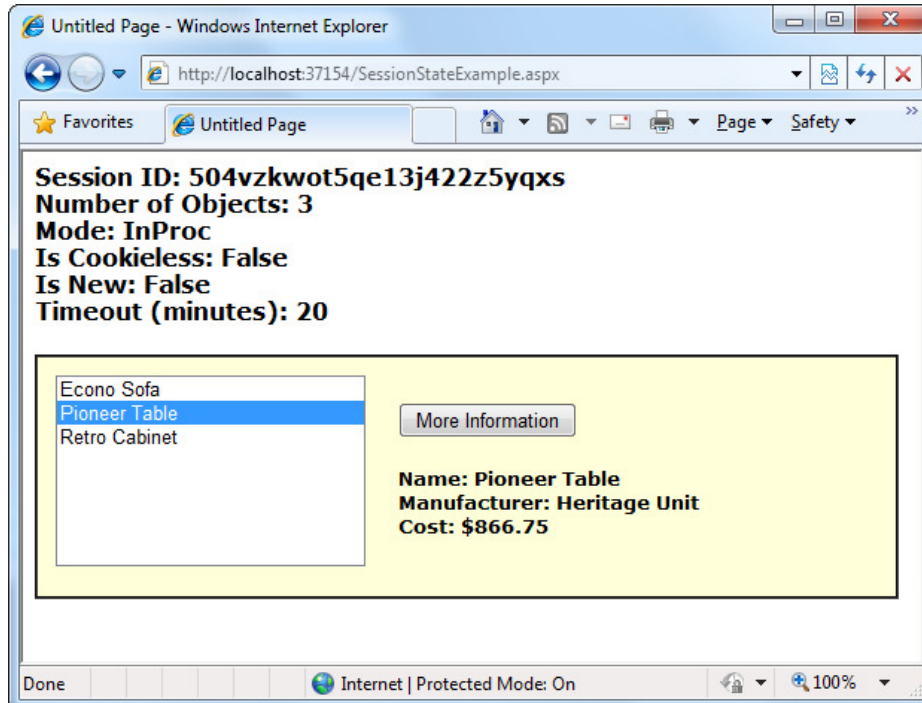 Untitled Page - Windows Internet Explorer
http://localhost:37154/SessionStateExample.aspx
Favorites Untitled Page Page Safety »
Session ID: 504vzkwot5qe13j422z5yqxs
Number of Objects: 3
Mode: InProc
Is Cookieless: False
Is New: False
Timeout (minutes): 20
Econo Sofa
Pioneer Table
Retro Cabinet
More Information
Name: Pioneer Table
Manufacturer: Heritage Unit
Cost: $866.75
Done Internet | Protected Mode: On 100%